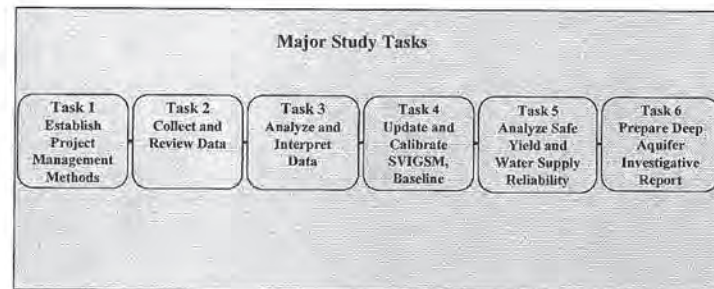 Major Study Tasks
Task 1
Establish
Project
Management
Methods
Task 2
Collect and
Review Data
Task 3
Analyze and
Interpret
Data
Task 4
Update and
Calibrate
SVIGSM,
Baseline
Task 5
Analyze Safe
Yield and
Water Supply
Reliability
Task 6
Prepare Deep
Aquifer
Investigative
Report